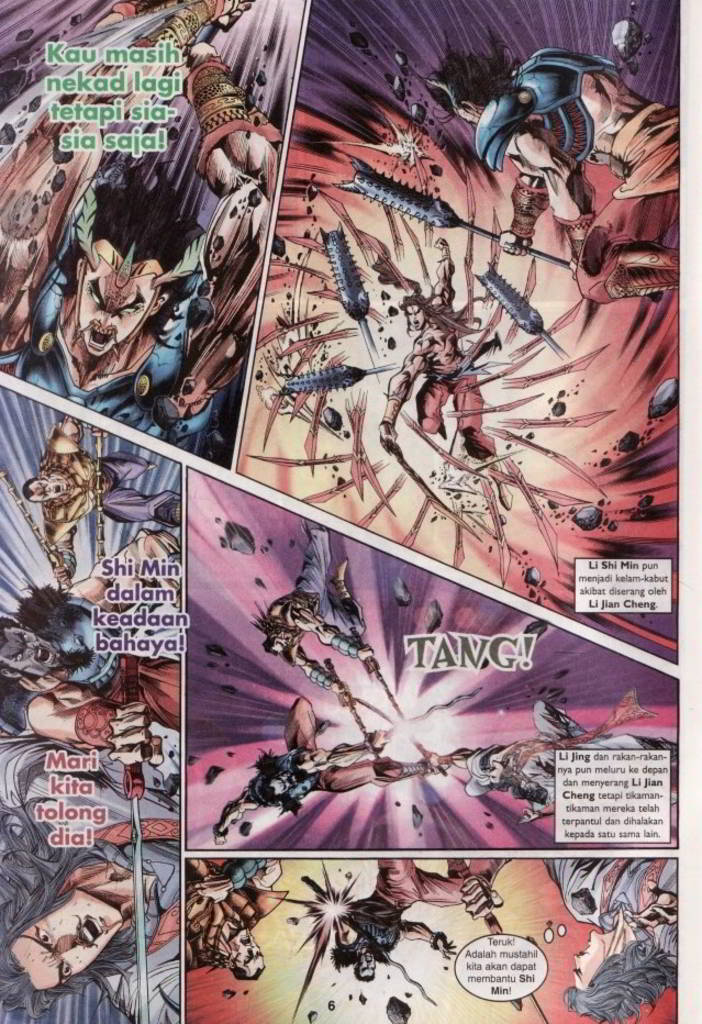 Kau masih
nekad lagi
tetapi sia-
sia saja!
Li Shi Min pun
menjadi kelam-kabut
akibat diserang oleh
Li Jian Cheng.
Shi Min
dalam
keadaan
bahaya!
Mari
kita
tolong
dia!
TANG!
Li Jing dan rakan-rakan-
nya pun meluru ke depan
dan menyerang Li Jian
Cheng tetapi tikaman-
tikaman mereka telah
terpantul dan dihalakan
kepada satu sama lain.
Teruk!
Adalah mustahil
kita akan dapat
membantu Shi
Min!
6